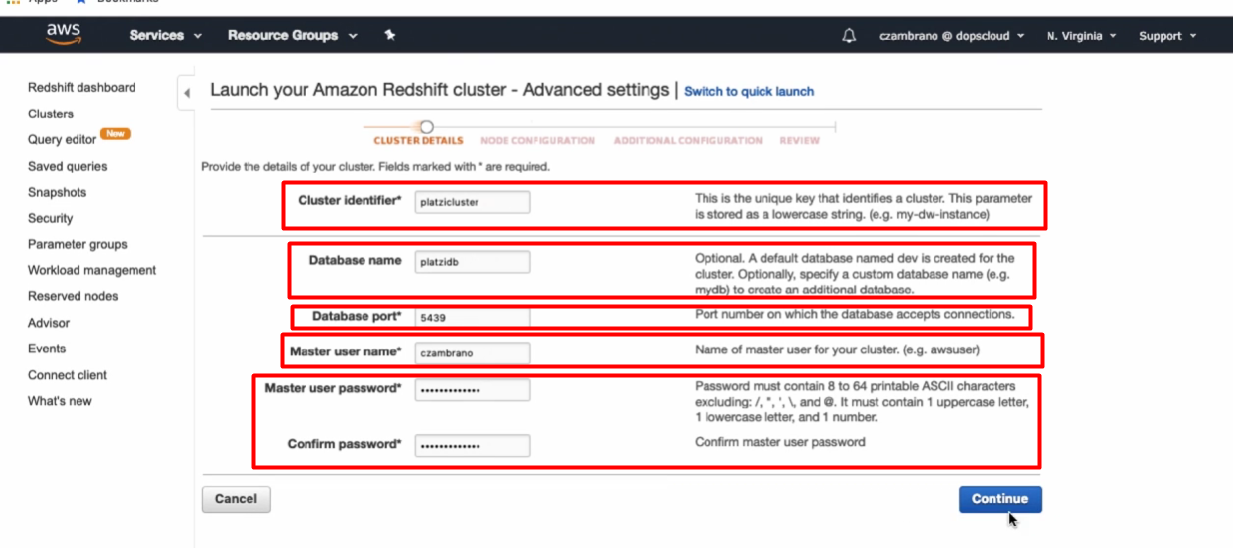 Apps Bookmarks
aws Services Resource Groups czambrano @ dopscloud N. Virginia Support
Redshift dashboard
Clusters
Query editor New
Saved queries
Snapshots
Security
Parameter groups
Workload management
Reserved nodes
Advisor
Events
Connect client
What's new
Launch your Amazon Redshift cluster - Advanced settings | Switch to quick launch
CLUSTER DETAILS NODE CONFIGURATION ADDITIONAL CONFIGURATION REVIEW
Provide the details of your cluster. Fields marked with * are required.
Cluster identifier* platzicluster
This is the unique key that identifies a cluster. This parameter
is stored as a lowercase string. (e.g. my-dw-instance)
Database name platzidb
Optional. A default database named dev is created for the
cluster. Optionally, specify a custom database name (e.g.
mydb) to create an additional database.
Database port* 5439
Port number on which the database accepts connections.
Master user name* czambrano
Name of master user for your cluster. (e.g. awsuser)
Master user password* •••••••••••••
Password must contain 8 to 64 printable ASCII characters
excluding: /, ", ', \, and @. It must contain 1 uppercase letter,
1 lowercase letter, and 1 number.
Confirm password* •••••••••••••
Confirm master user password
Cancel Continue